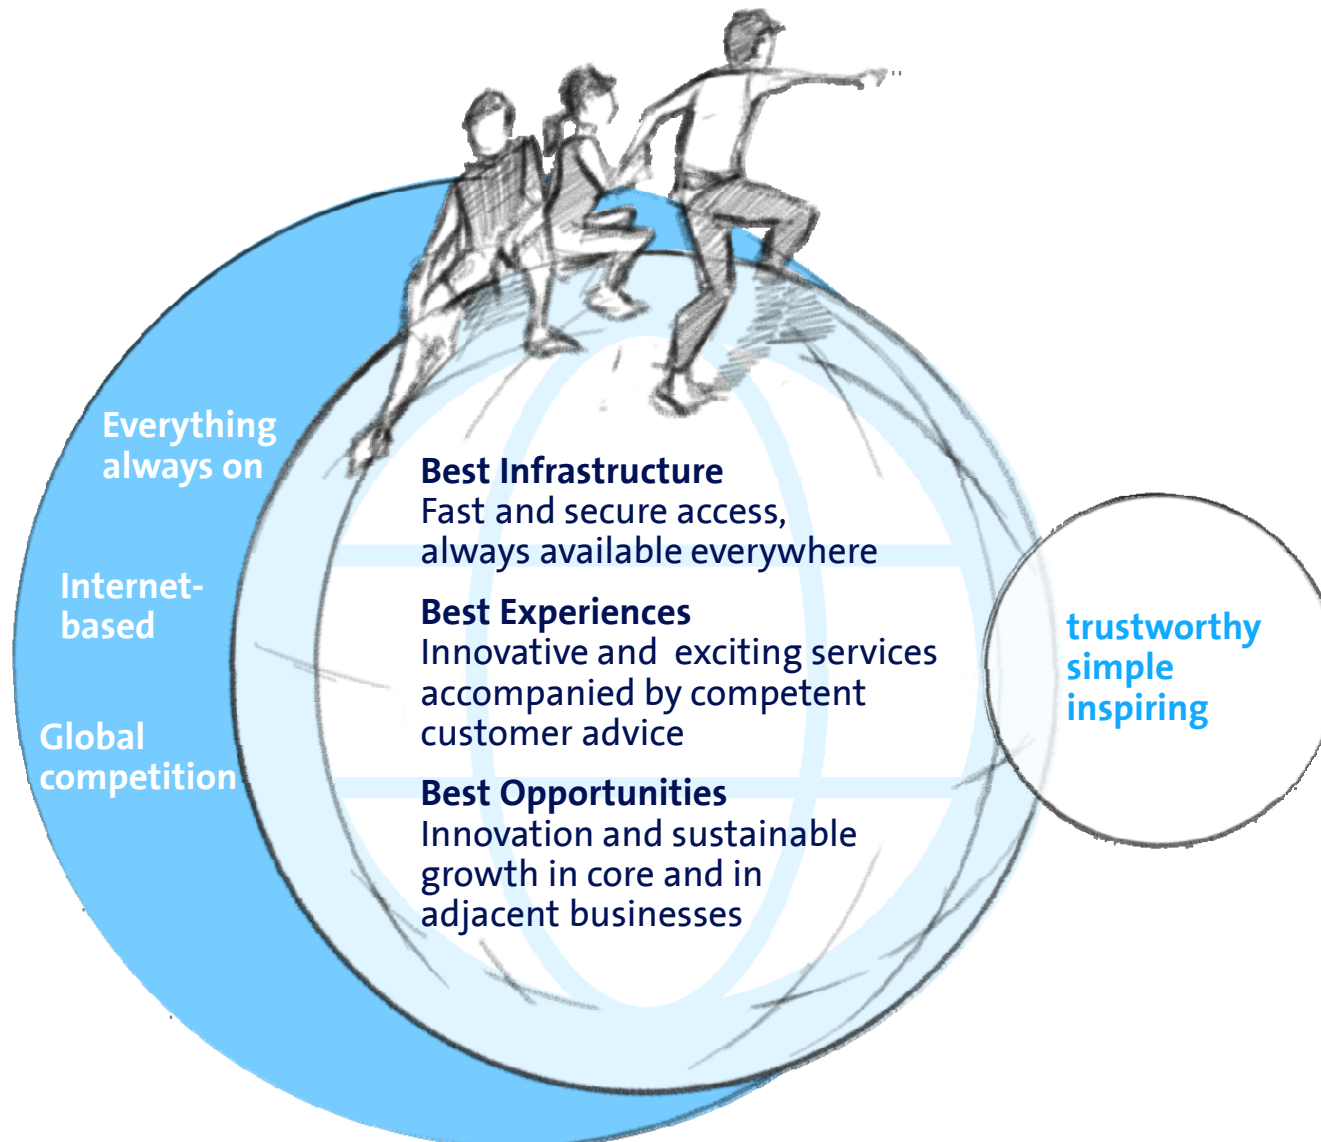 Everything
always on
Internet-
based
Global
competition
Best Infrastructure
Fast and secure access,
always available everywhere
Best Experiences
Innovative and exciting services
accompanied by competent
customer advice
Best Opportunities
Innovation and sustainable
growth in core and in
adjacent businesses
trustworthy
simple
inspiring